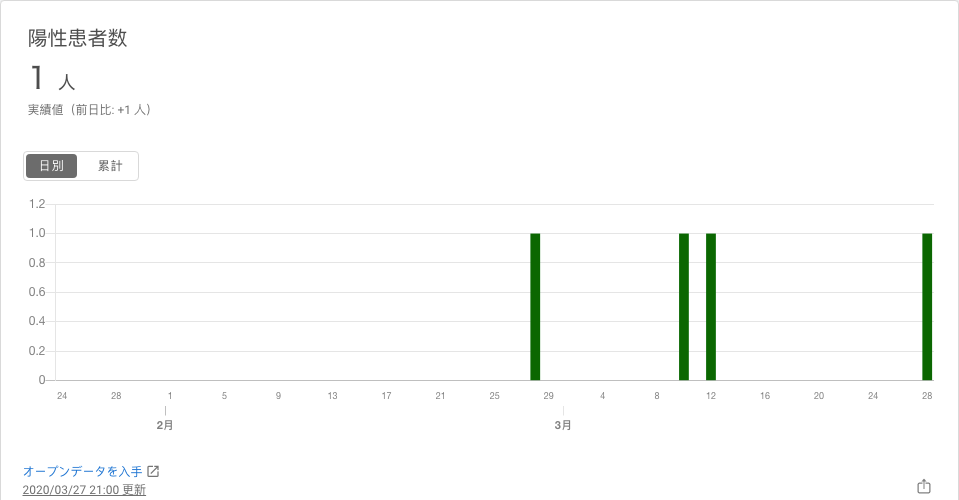 陽性患者数
1 人
実績値（前日比: +1 人）
日別 累計
1.2
1.0
0.8
0.6
0.4
0.2
0
24 28 1 5 9 13 17 21 25 29 4 8 12 16 20 24 28
2月 3月
オープンデータを入手
2020/03/27 21:00 更新